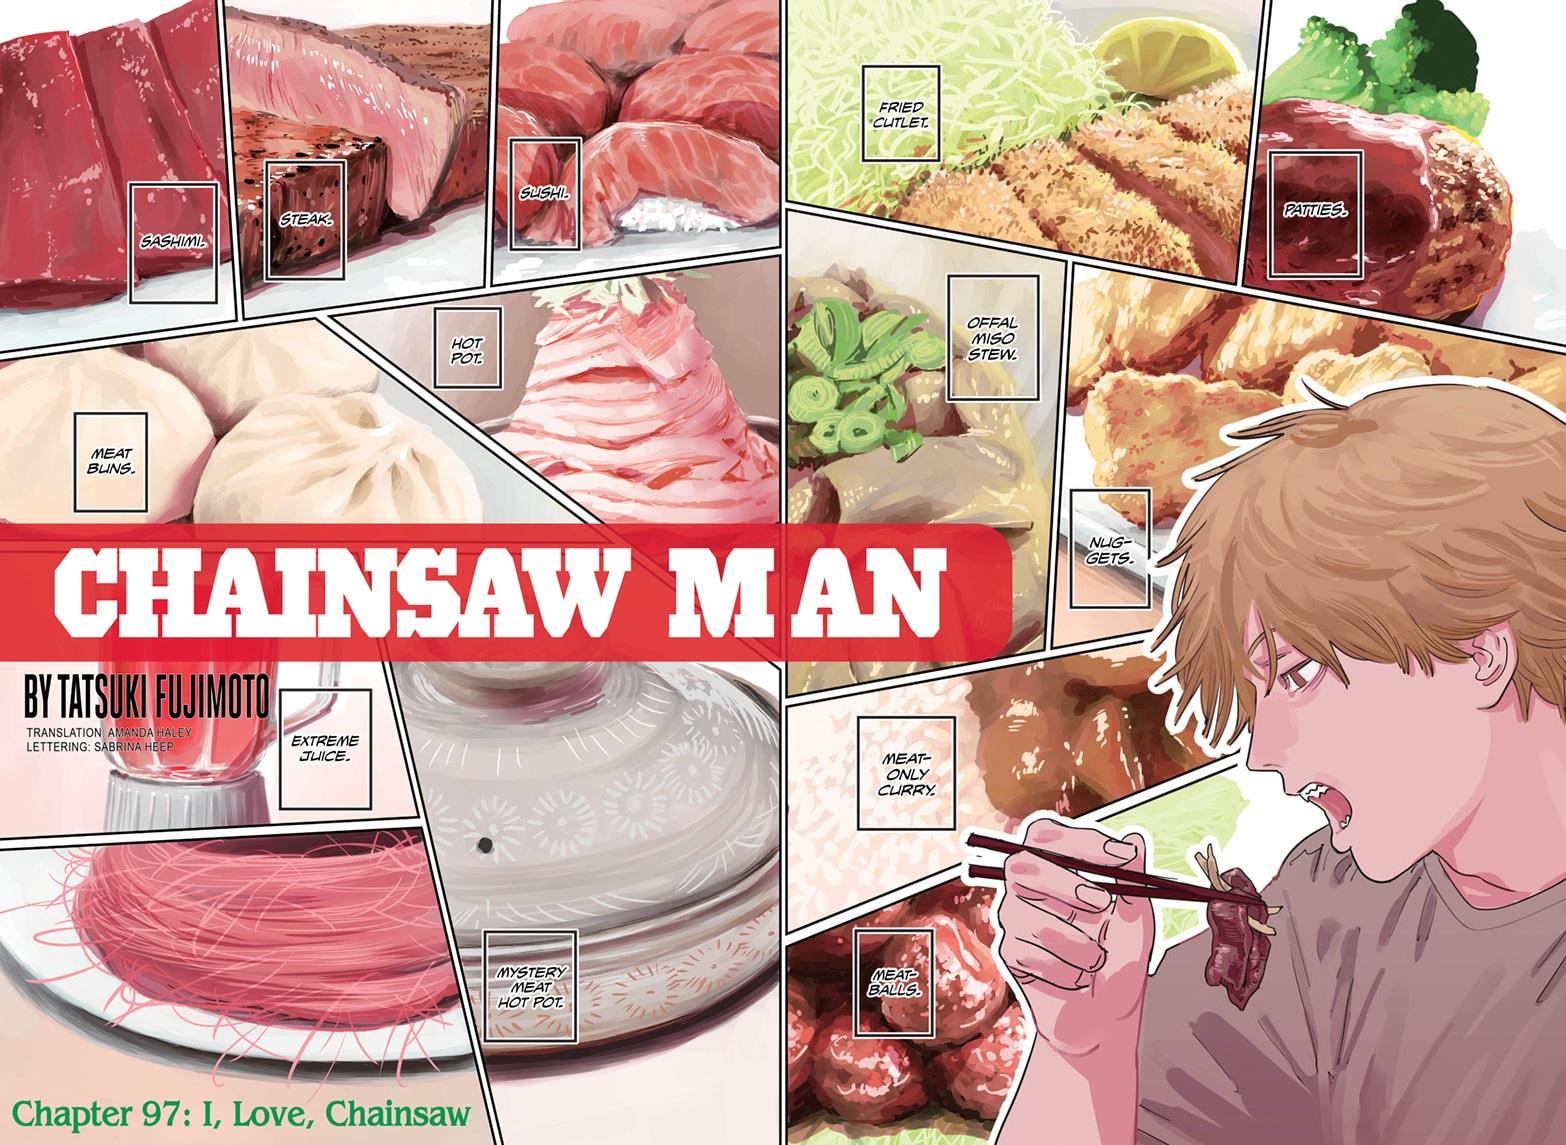 FRIED
CUTLET.
PATTIES.
OFFAL
MISO
STEW.
NUG-
GETS.
MEAT-
ONLY
CURRY.
MEAT-
BALLS.
SASHIMI.
STEAK.
SUSHI.
HOT
POT.
MEAT
BUNS.
CHAINSAW MAN
BY TATSUKI FUJIMOTO
TRANSLATION: AMANDA HALEY
LETTERING: SABRINA HEEP
EXTREME
JUICE.
MYSTERY
MEAT
HOT POT.
Chapter 97: I, Love, Chainsaw